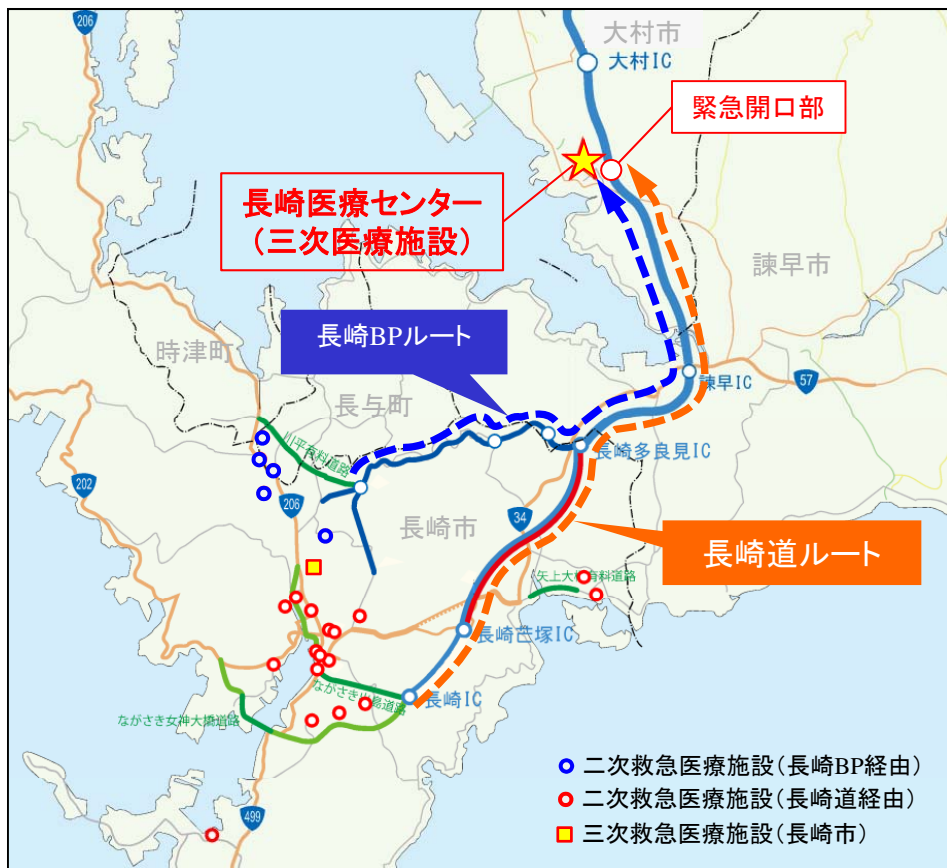 206
大村市
大村IC
緊急開口部
長崎医療センター
(三次医療施設)
諫早市
長崎BPルート
時津町
諫早IC
57
長与町
川平有料道路
長崎多良見IC
202
206
長崎市
34
長崎道ルート
矢上大橋有料道路
長崎芒塚IC
ながさき出島道路
長崎IC
ながさき女神大橋道路
二次救急医療施設(長崎BP経由)
二次救急医療施設(長崎道経由)
499
三次救急医療施設(長崎市)